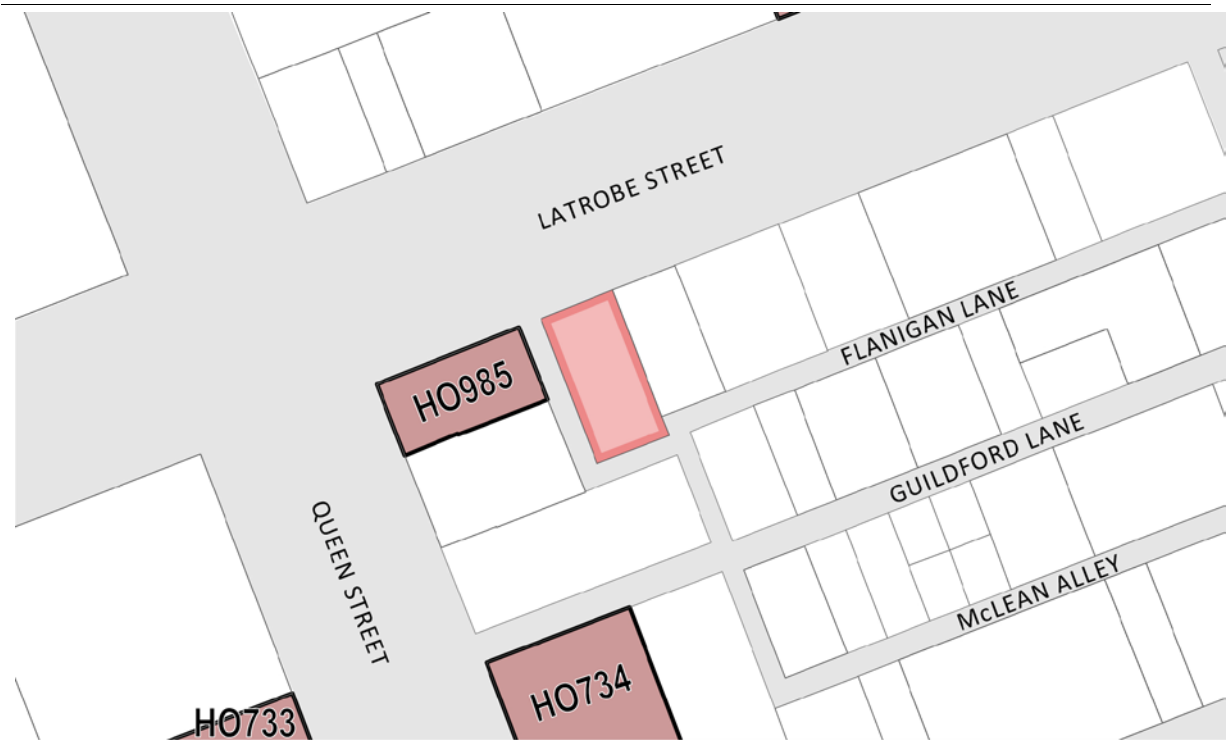 LATROBE STREET
FLANIGAN LANE
HO985
GUILDFORD LANE
QUEEN STREET
McLEAN ALLEY
HO734
HO733